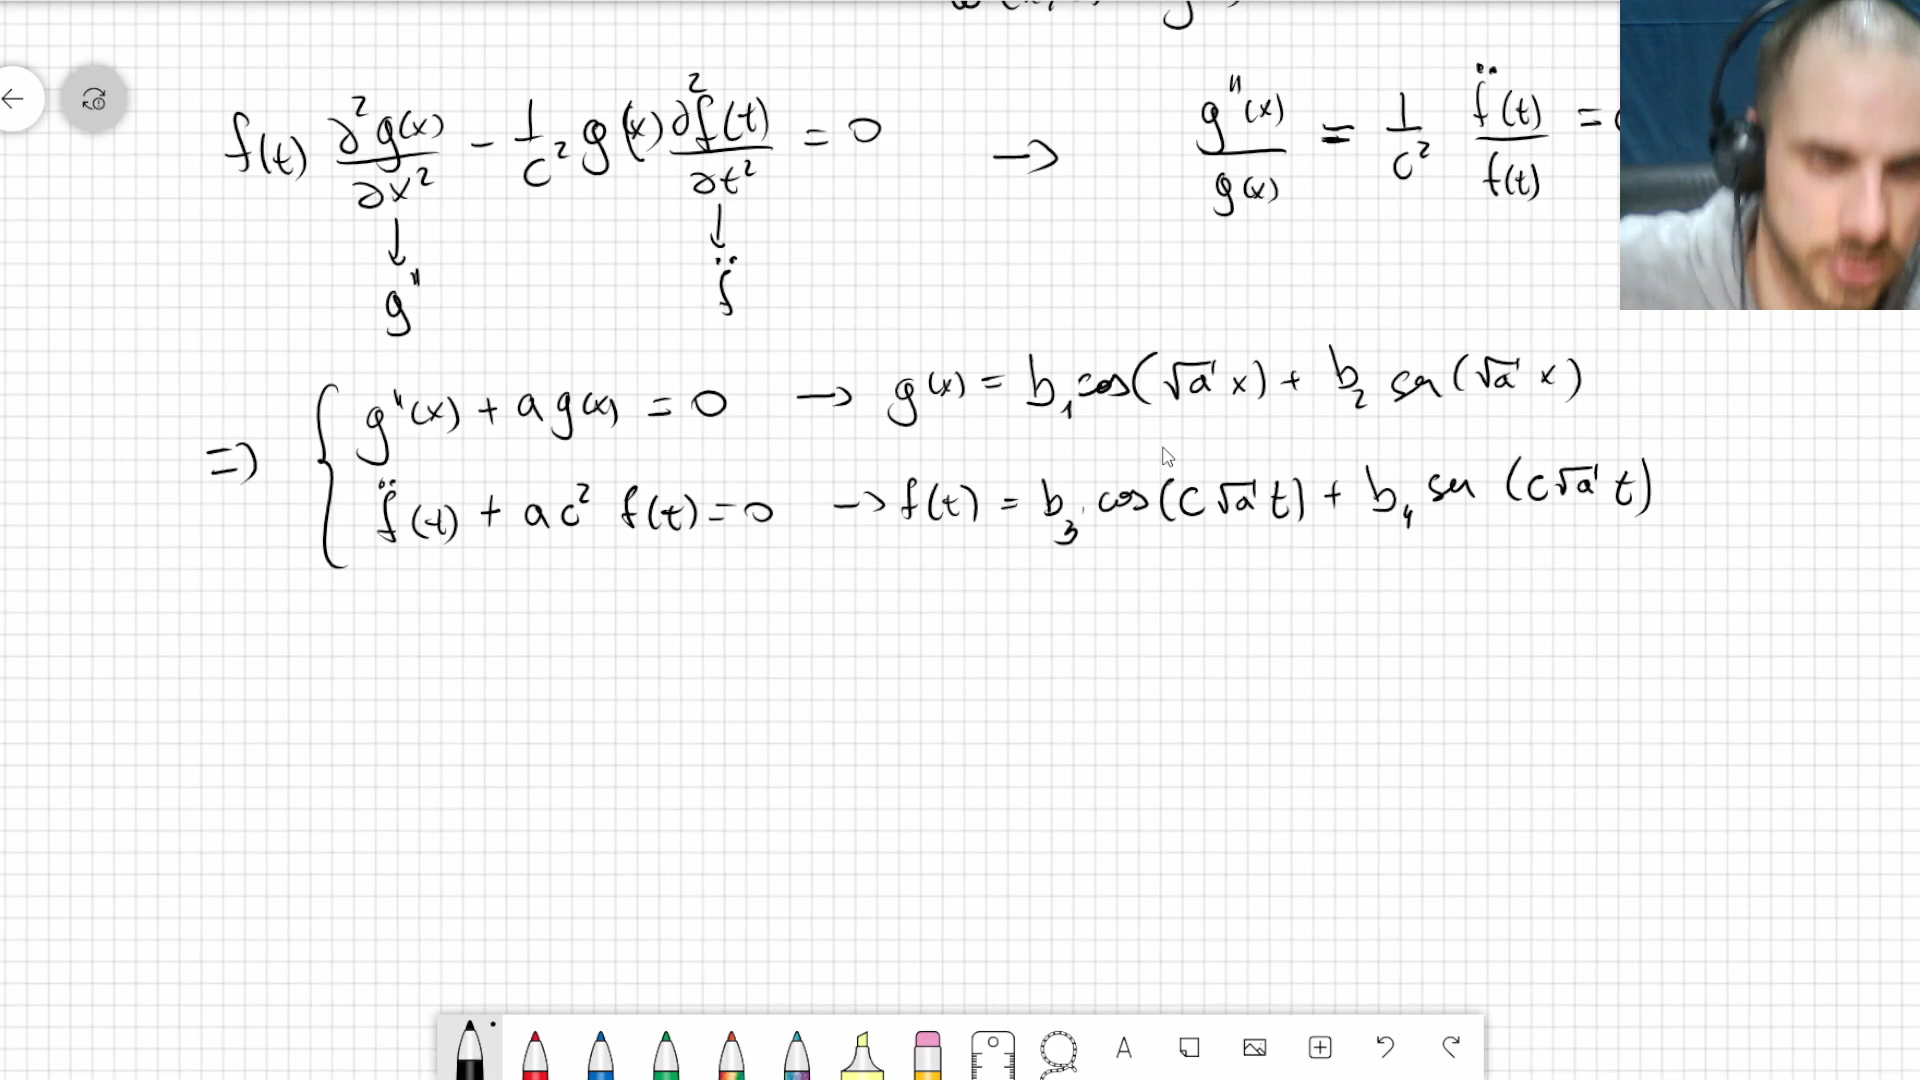 f(t) ∂²g(x)/∂x² - 1/c² g(x) ∂²f(t)/∂t² = 0 → g"(x)/g(x) = 1/c² f̈(t)/f(t) =
↓ ↓
g" f̈
⇒ { g"(x) + a g(x) = 0 → g(x) = b₁ cos(√a x) + b₂ sen(√a x)
f̈(t) + ac² f(t) = 0 → f(t) = b₃ cos(c√a t) + b₄ sen(c√a t)
A